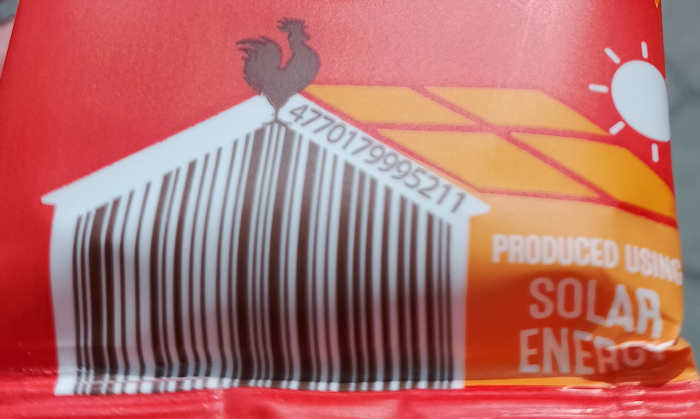 4770179995211
PRODUCED USING
SOLAR
ENERGY